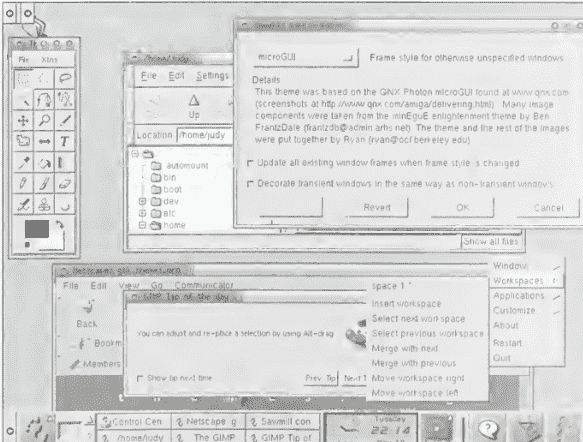 File Xtns
/home/judy
File Edit Settings
Up
Location /home/judy
.automount
bin
boot
dev
etc
home
Show all files
microGUI
Frame style for otherwise unspecified windows
Details
This theme was based on the QNX Photon microGUI found at www.qnx.com
(screenshots at http://www.qnx.com/amiga/delivering.html) Many image
components were taken from the minEguE enlightenment theme by Ben
FrantzDale (frantzdb@admin arhs net) The theme and the rest of the images
were put together by Ryan (ryan@ocf berkeley edu)
Update all existing window frames when frame style is changed
Decorate transient windows in the same way as non-transient windows
Revert OK Cancel
Netscape
File Edit View Go Communicator
Back
Bookm
Members
GIMP Tip of the day
You can adjust and re-place a selection by using Alt-drag
Show tip next time
Prev Tip Next T
space 1
Insert workspace
Select next workspace
Select previous workspace
Merge with next
Merge with previous
Move workspace right
Move workspace left
Windows
Workspaces
Applications
Customize
About
Restart
Quit
Control Cen Netscape g Sawmill con
/home/judy The GIMP GIMP Tip of
Tuesday
22 14